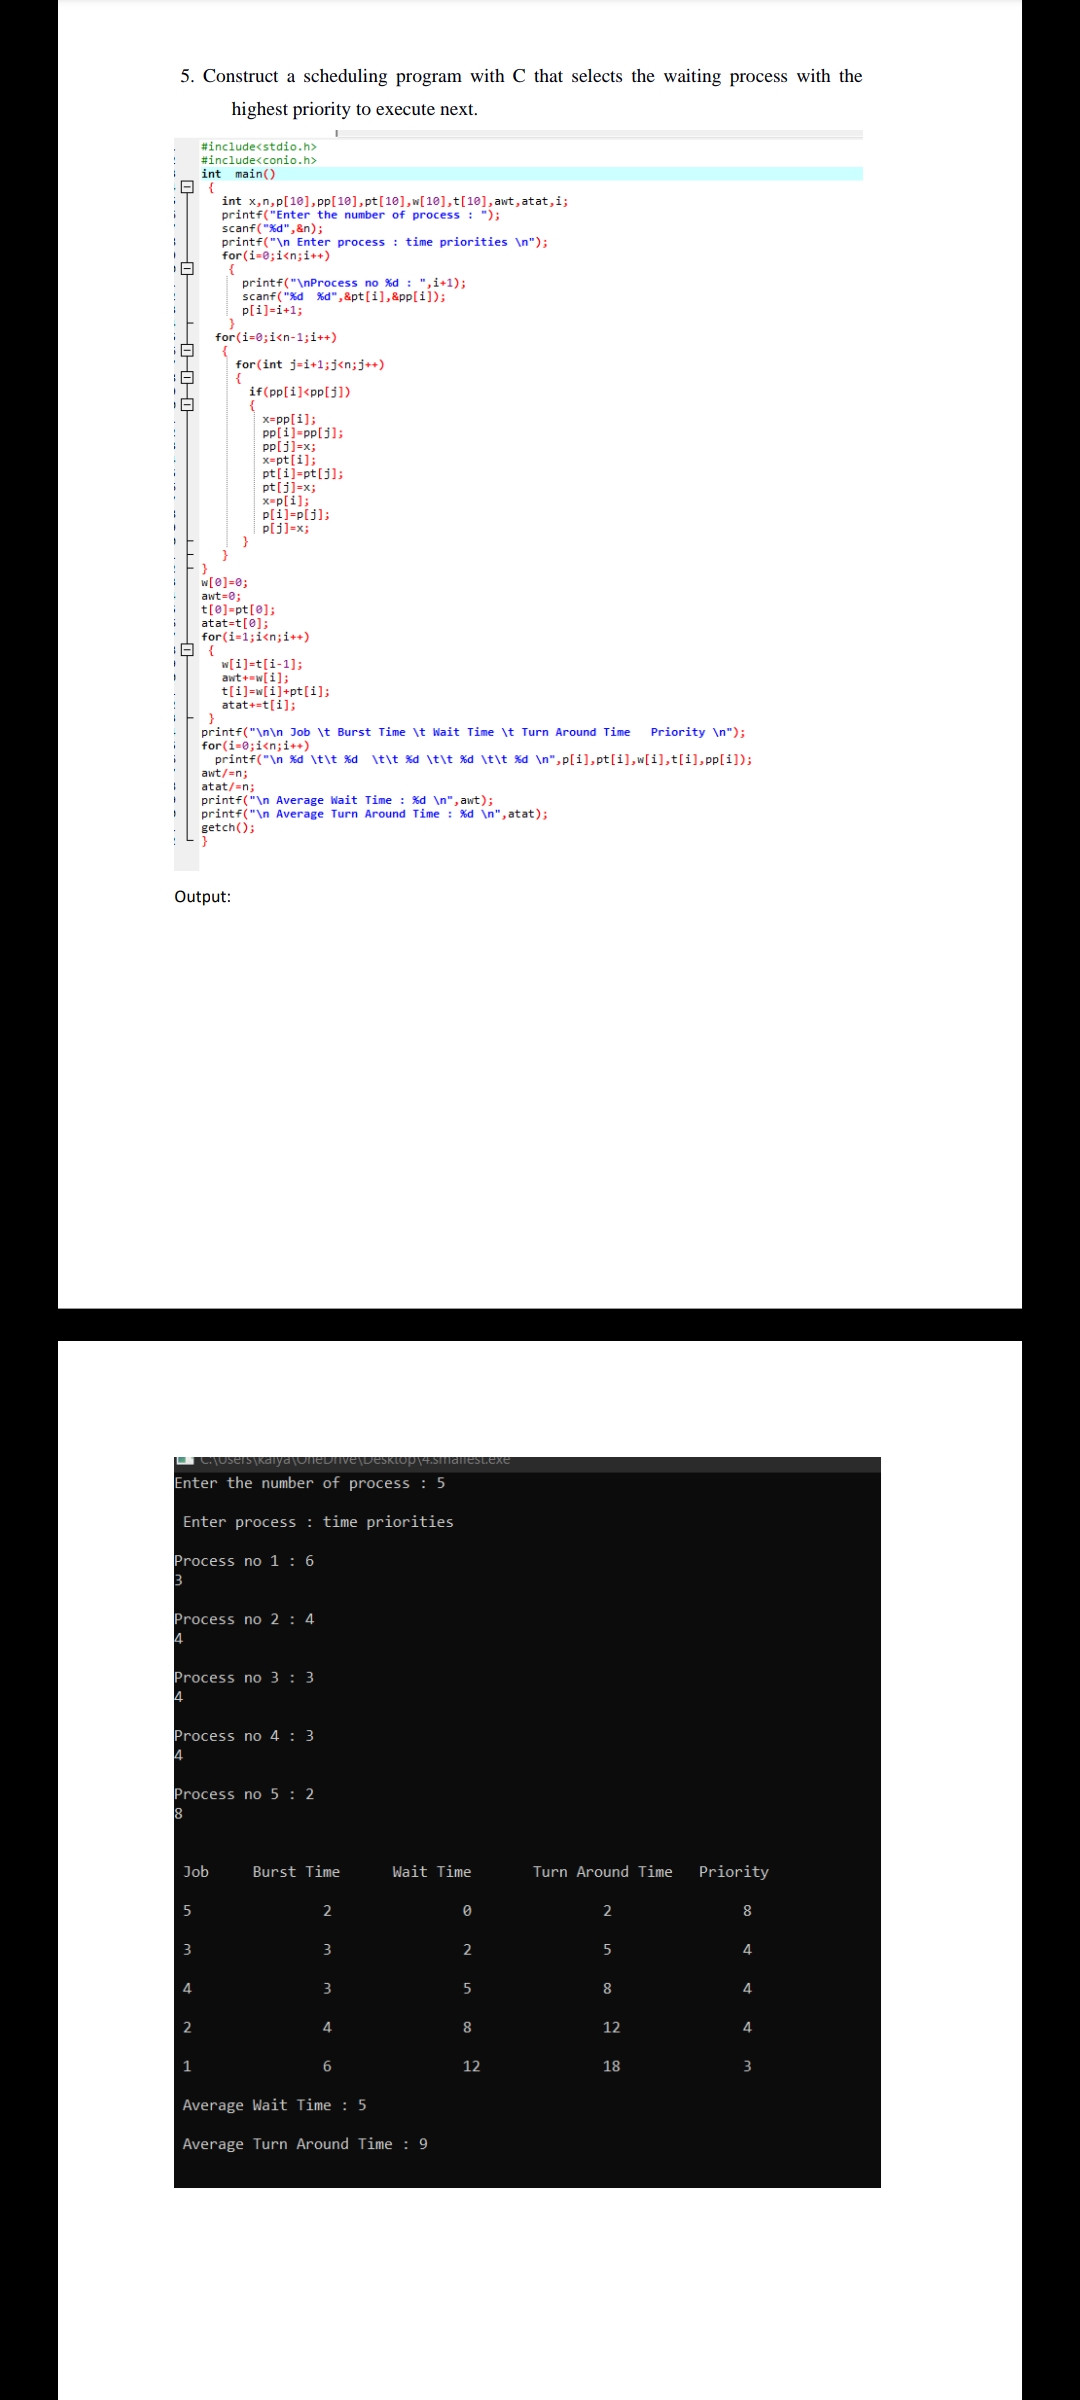 5. Construct a scheduling program with C that selects the waiting process with the
highest priority to execute next.
#include<stdio.h>
#include<conio.h>
int main()
{
int x,n,p[10],pp[10],pt[10],w[10],t[10],awt,atat,i;
printf("Enter the number of process : ");
scanf("%d",&n);
printf("\n Enter process : time priorities \n");
for(i=0;i<n;i++)
{
printf("\nProcess no %d : ",i+1);
scanf("%d %d",&pt[i],&pp[i]);
p[i]=i+1;
}
for(i=0;i<n-1;i++)
{
for(int j=i+1;j<n;j++)
{
if(pp[i]<pp[j])
{
x=pp[i];
pp[i]=pp[j];
pp[j]=x;
x=pt[i];
pt[i]=pt[j];
pt[j]=x;
x=p[i];
p[i]=p[j];
p[j]=x;
}
}
}
w[0]=0;
awt=0;
t[0]=pt[0];
atat=t[0];
for(i=1;i<n;i++)
{
w[i]=t[i-1];
awt+=w[i];
t[i]=w[i]+pt[i];
atat+=t[i];
}
printf("\n\n Job \t Burst Time \t Wait Time \t Turn Around Time   Priority \n");
for(i=0;i<n;i++)
printf("\n %d \t\t %d  \t\t %d \t\t %d \t\t %d \n",p[i],pt[i],w[i],t[i],pp[i]);
awt/=n;
atat/=n;
printf("\n Average Wait Time : %d \n",awt);
printf("\n Average Turn Around Time : %d \n",atat);
getch();
}
Output:
C:\Users\kalya\OneDrive\Desktop\4.smallest.exe
Enter the number of process : 5
Enter process : time priorities
Process no 1 : 6
3
Process no 2 : 4
4
Process no 3 : 3
4
Process no 4 : 3
4
Process no 5 : 2
8
Job Burst Time Wait Time Turn Around Time Priority
5 2 0 2 8
3 3 2 5 4
4 3 5 8 4
2 4 8 12 4
1 6 12 18 3
Average Wait Time : 5
Average Turn Around Time : 9